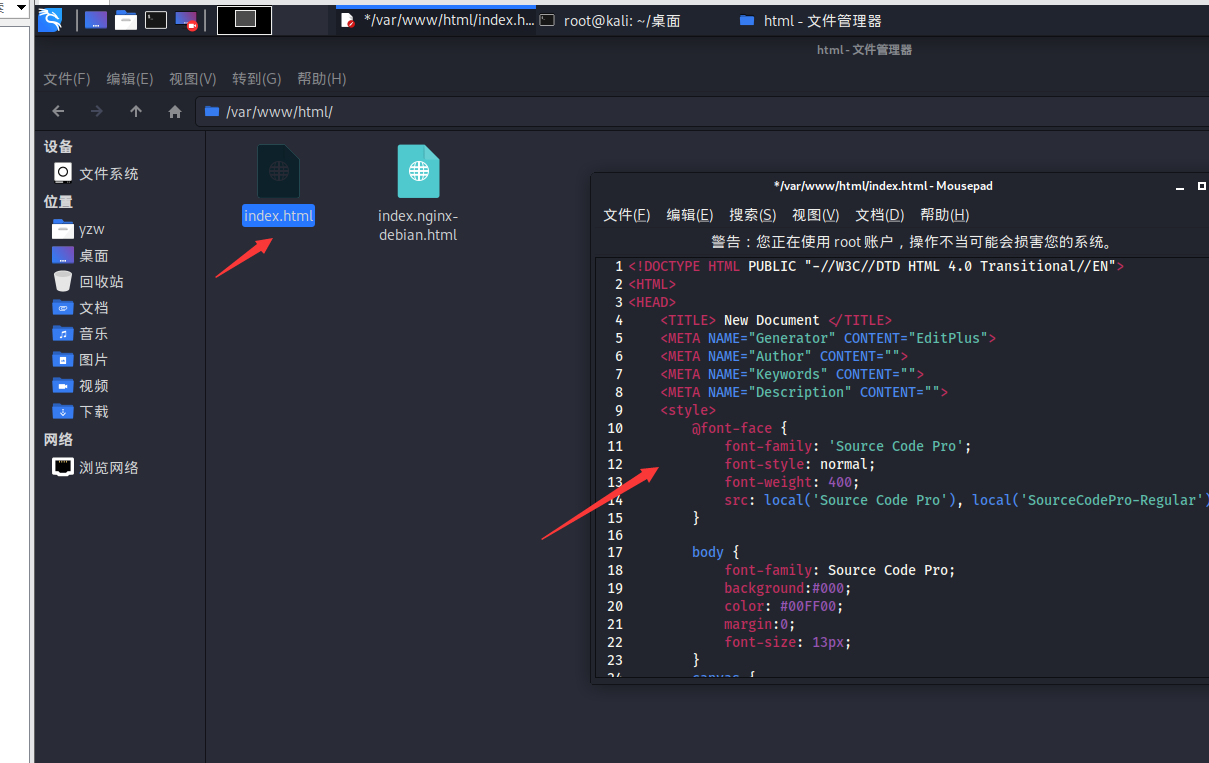 */var/www/html/index.h...
root@kali: ~/桌面
html - 文件管理器
html - 文件管理器
文件(F) 编辑(E) 视图(V) 转到(G) 帮助(H)
/var/www/html/
设备
文件系统
位置
yzw
桌面
回收站
文档
音乐
图片
视频
下载
网络
浏览网络
index.html
index.nginx-
debian.html
*/var/www/html/index.html - Mousepad
文件(F) 编辑(E) 搜索(S) 视图(V) 文档(D) 帮助(H)
警告：您正在使用 root 账户，操作不当可能会损害您的系统。
1 <!DOCTYPE HTML PUBLIC "-//W3C//DTD HTML 4.0 Transitional//EN">
2 <HTML>
3 <HEAD>
4 <TITLE> New Document </TITLE>
5 <META NAME="Generator" CONTENT="EditPlus">
6 <META NAME="Author" CONTENT="">
7 <META NAME="Keywords" CONTENT="">
8 <META NAME="Description" CONTENT="">
9 <style>
10 @font-face {
11 font-family: 'Source Code Pro';
12 font-style: normal;
13 font-weight: 400;
14 src: local('Source Code Pro'), local('SourceCodePro-Regular')
15 }
16
17 body {
18 font-family: Source Code Pro;
19 background:#000;
20 color: #00FF00;
21 margin:0;
22 font-size: 13px;
23 }
24 canvas {